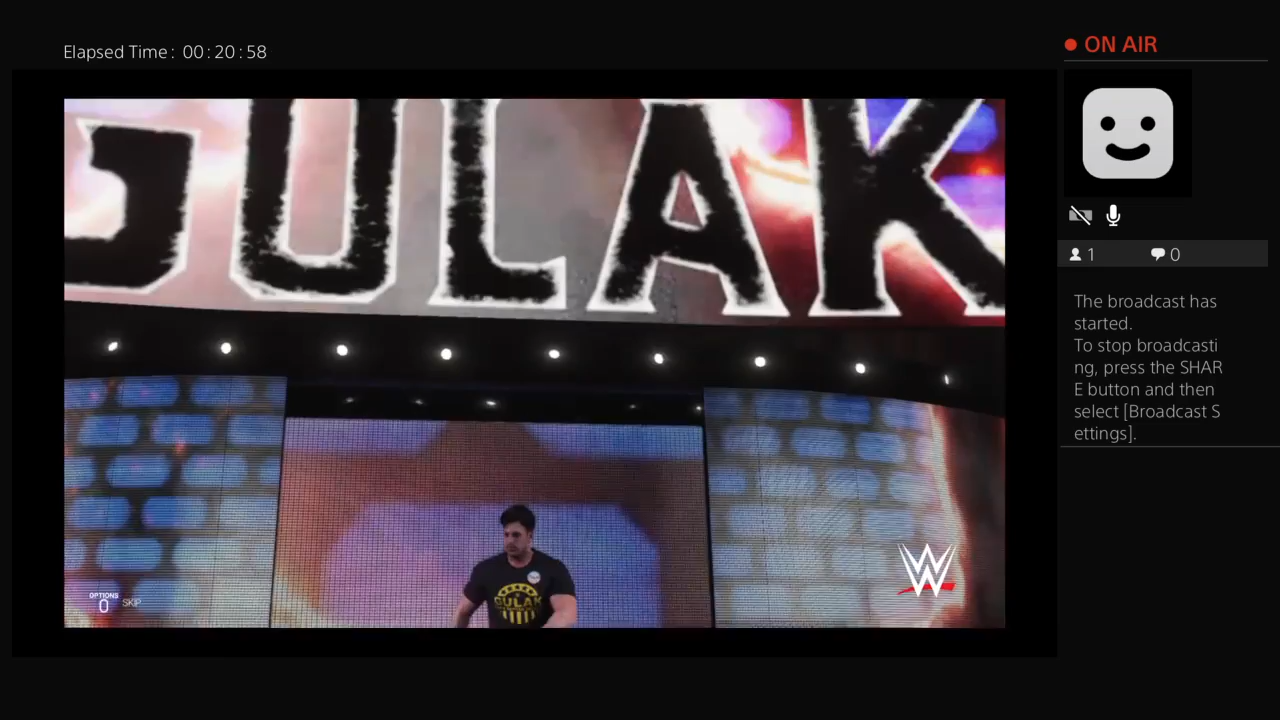 Elapsed Time: 00:20:58
ON AIR
GULAK
1
0
The broadcast has
started.
To stop broadcasti
ng, press the SHAR
E button and then
select [Broadcast S
ettings].
GULAK
W
OPTIONS
SKIP